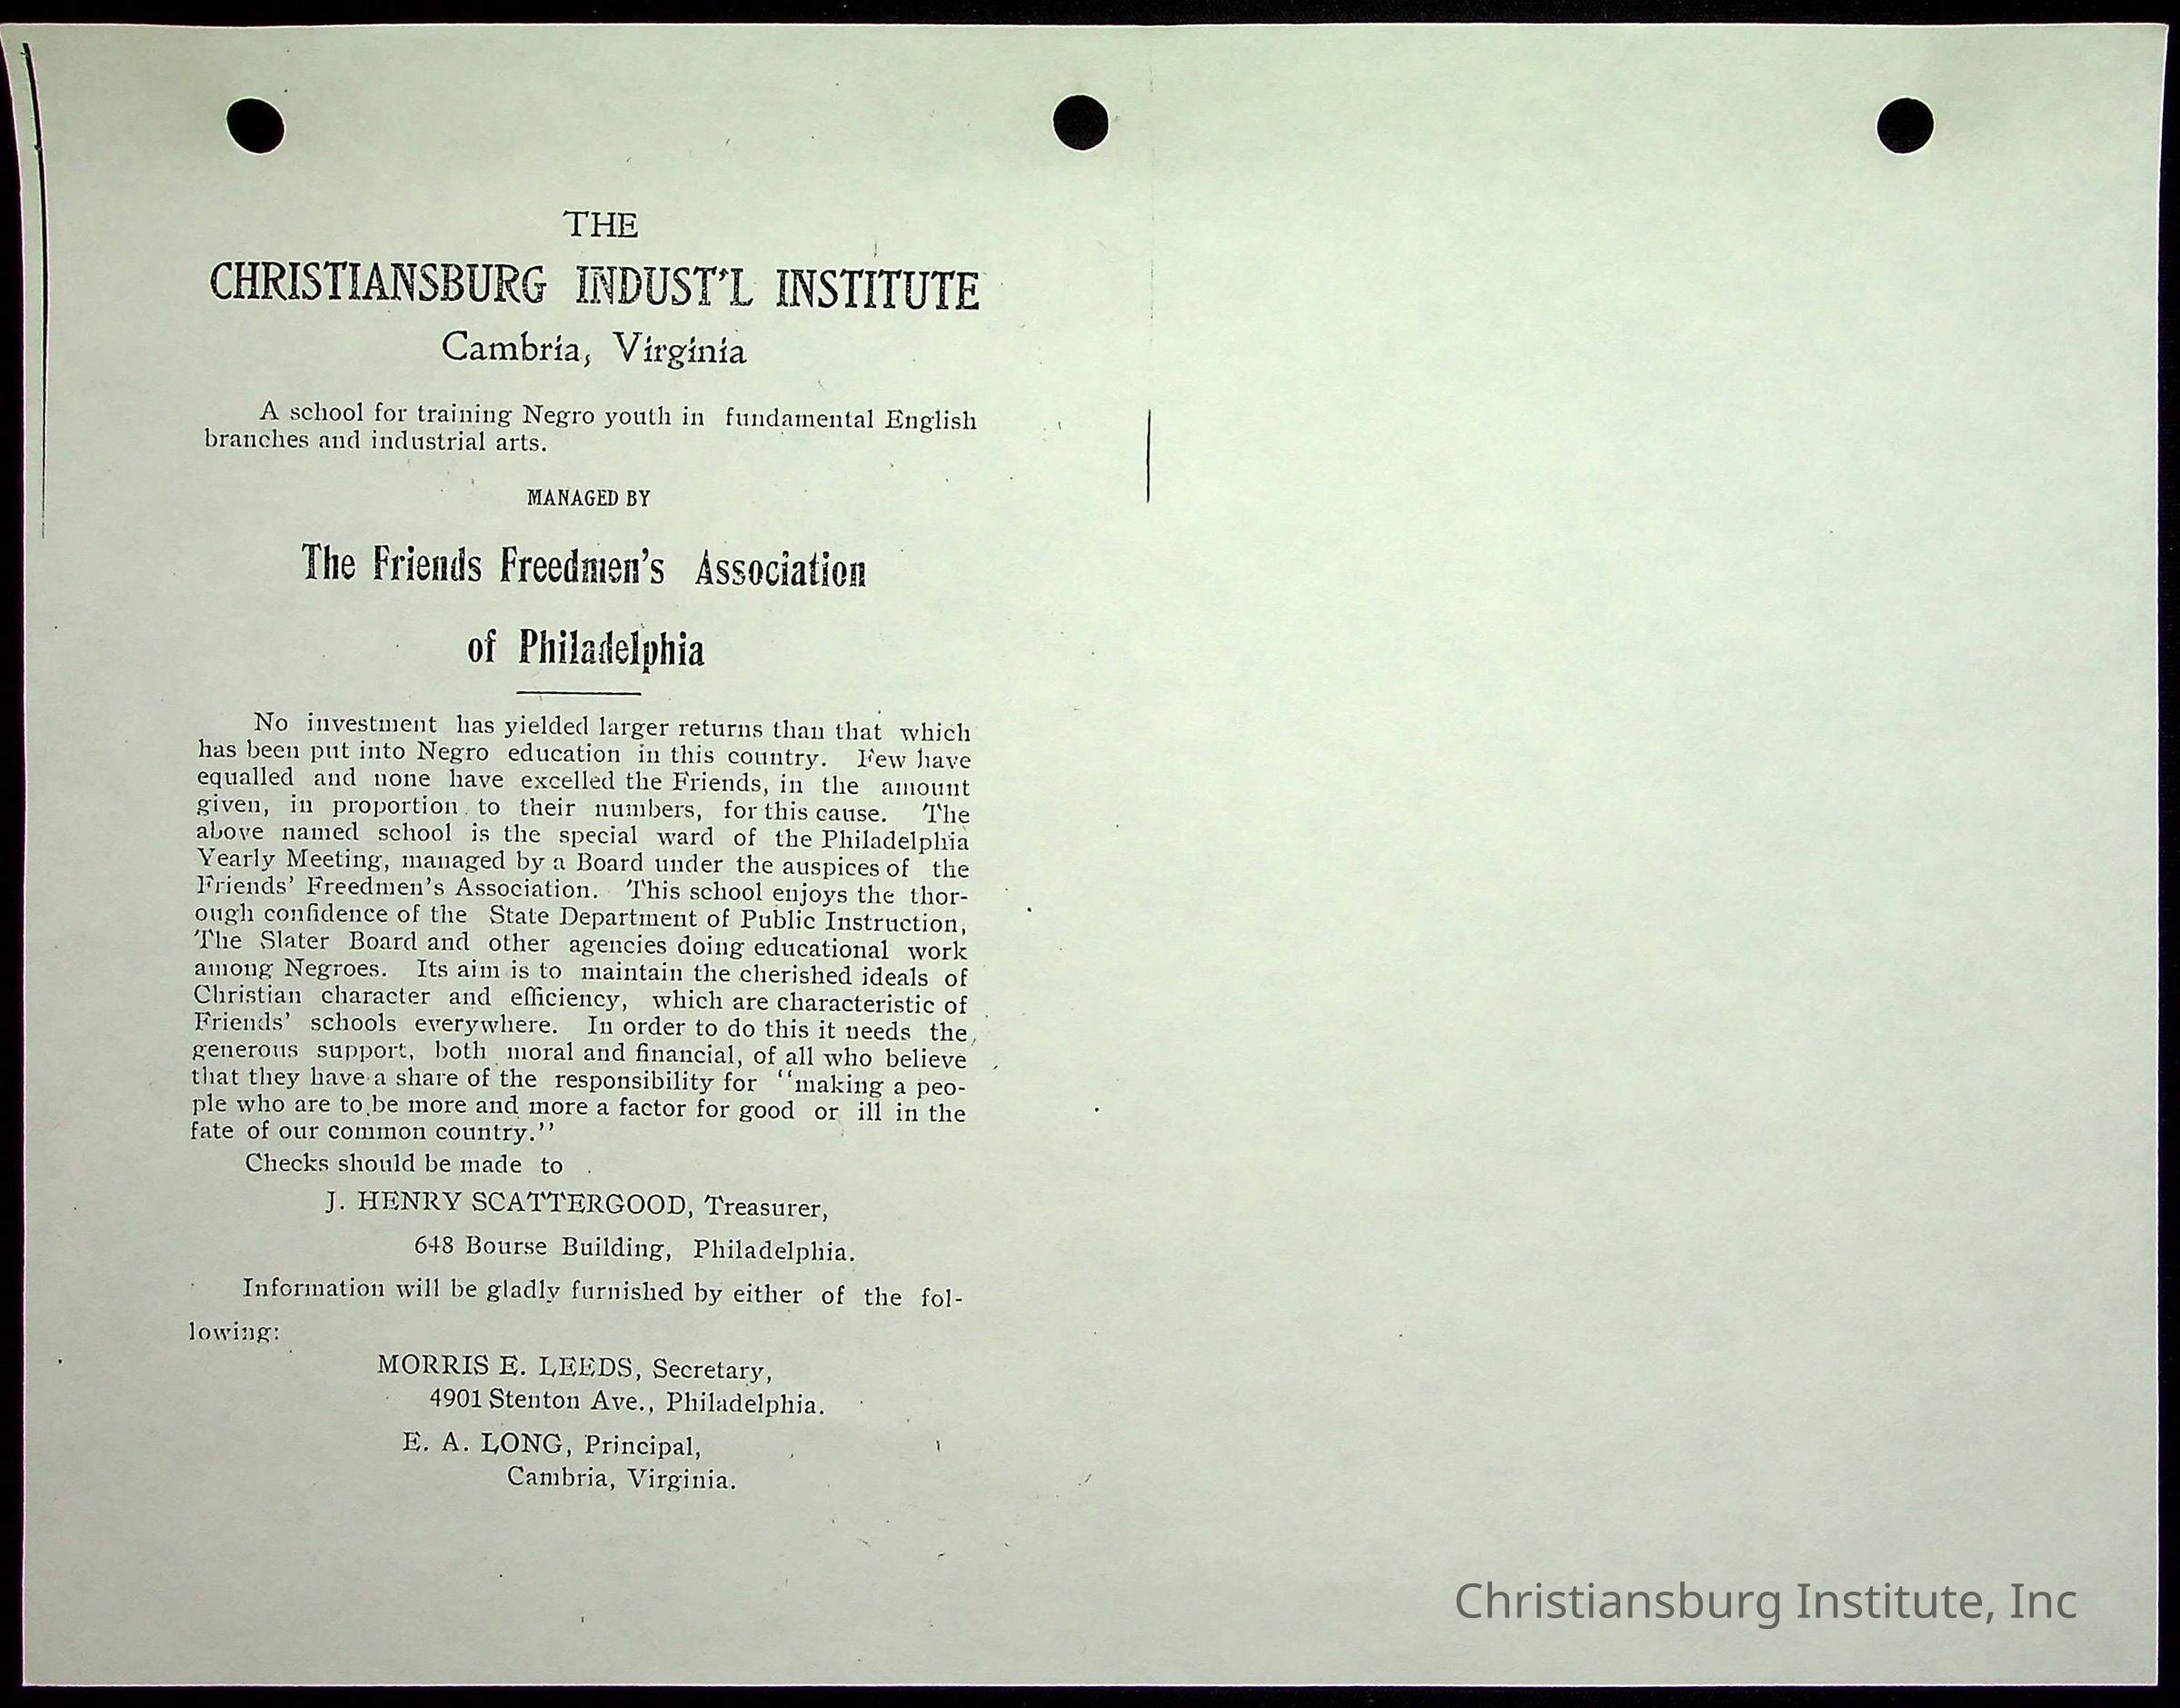 THE
CHRISTIANSBURG INDUST'L INSTITUTE
Cambria, Virginia
A school for training Negro youth in fundamental English
branches and industrial arts.
MANAGED BY
The Friends Freedmen's Association
of Philadelphia
No investment has yielded larger returns than that which
has been put into Negro education in this country. Few have
equalled and none have excelled the Friends, in the amount
given, in proportion to their numbers, for this cause. The
above named school is the special ward of the Philadelphia
Yearly Meeting, managed by a Board under the auspices of the
Friends' Freedmen's Association. This school enjoys the thor-
ough confidence of the State Department of Public Instruction,
The Slater Board and other agencies doing educational work
among Negroes. Its aim is to maintain the cherished ideals of
Christian character and efficiency, which are characteristic of
Friends' schools everywhere. In order to do this it needs the
generous support, both moral and financial, of all who believe
that they have a share of the responsibility for "making a peo-
ple who are to be more and more a factor for good or ill in the
fate of our common country."
Checks should be made to
J. HENRY SCATTERGOOD, Treasurer,
648 Bourse Building, Philadelphia.
Information will be gladly furnished by either of the fol-
lowing:
MORRIS E. LEEDS, Secretary,
4901 Stenton Ave., Philadelphia.
E. A. LONG, Principal,
Cambria, Virginia.
Christiansburg Institute, Inc